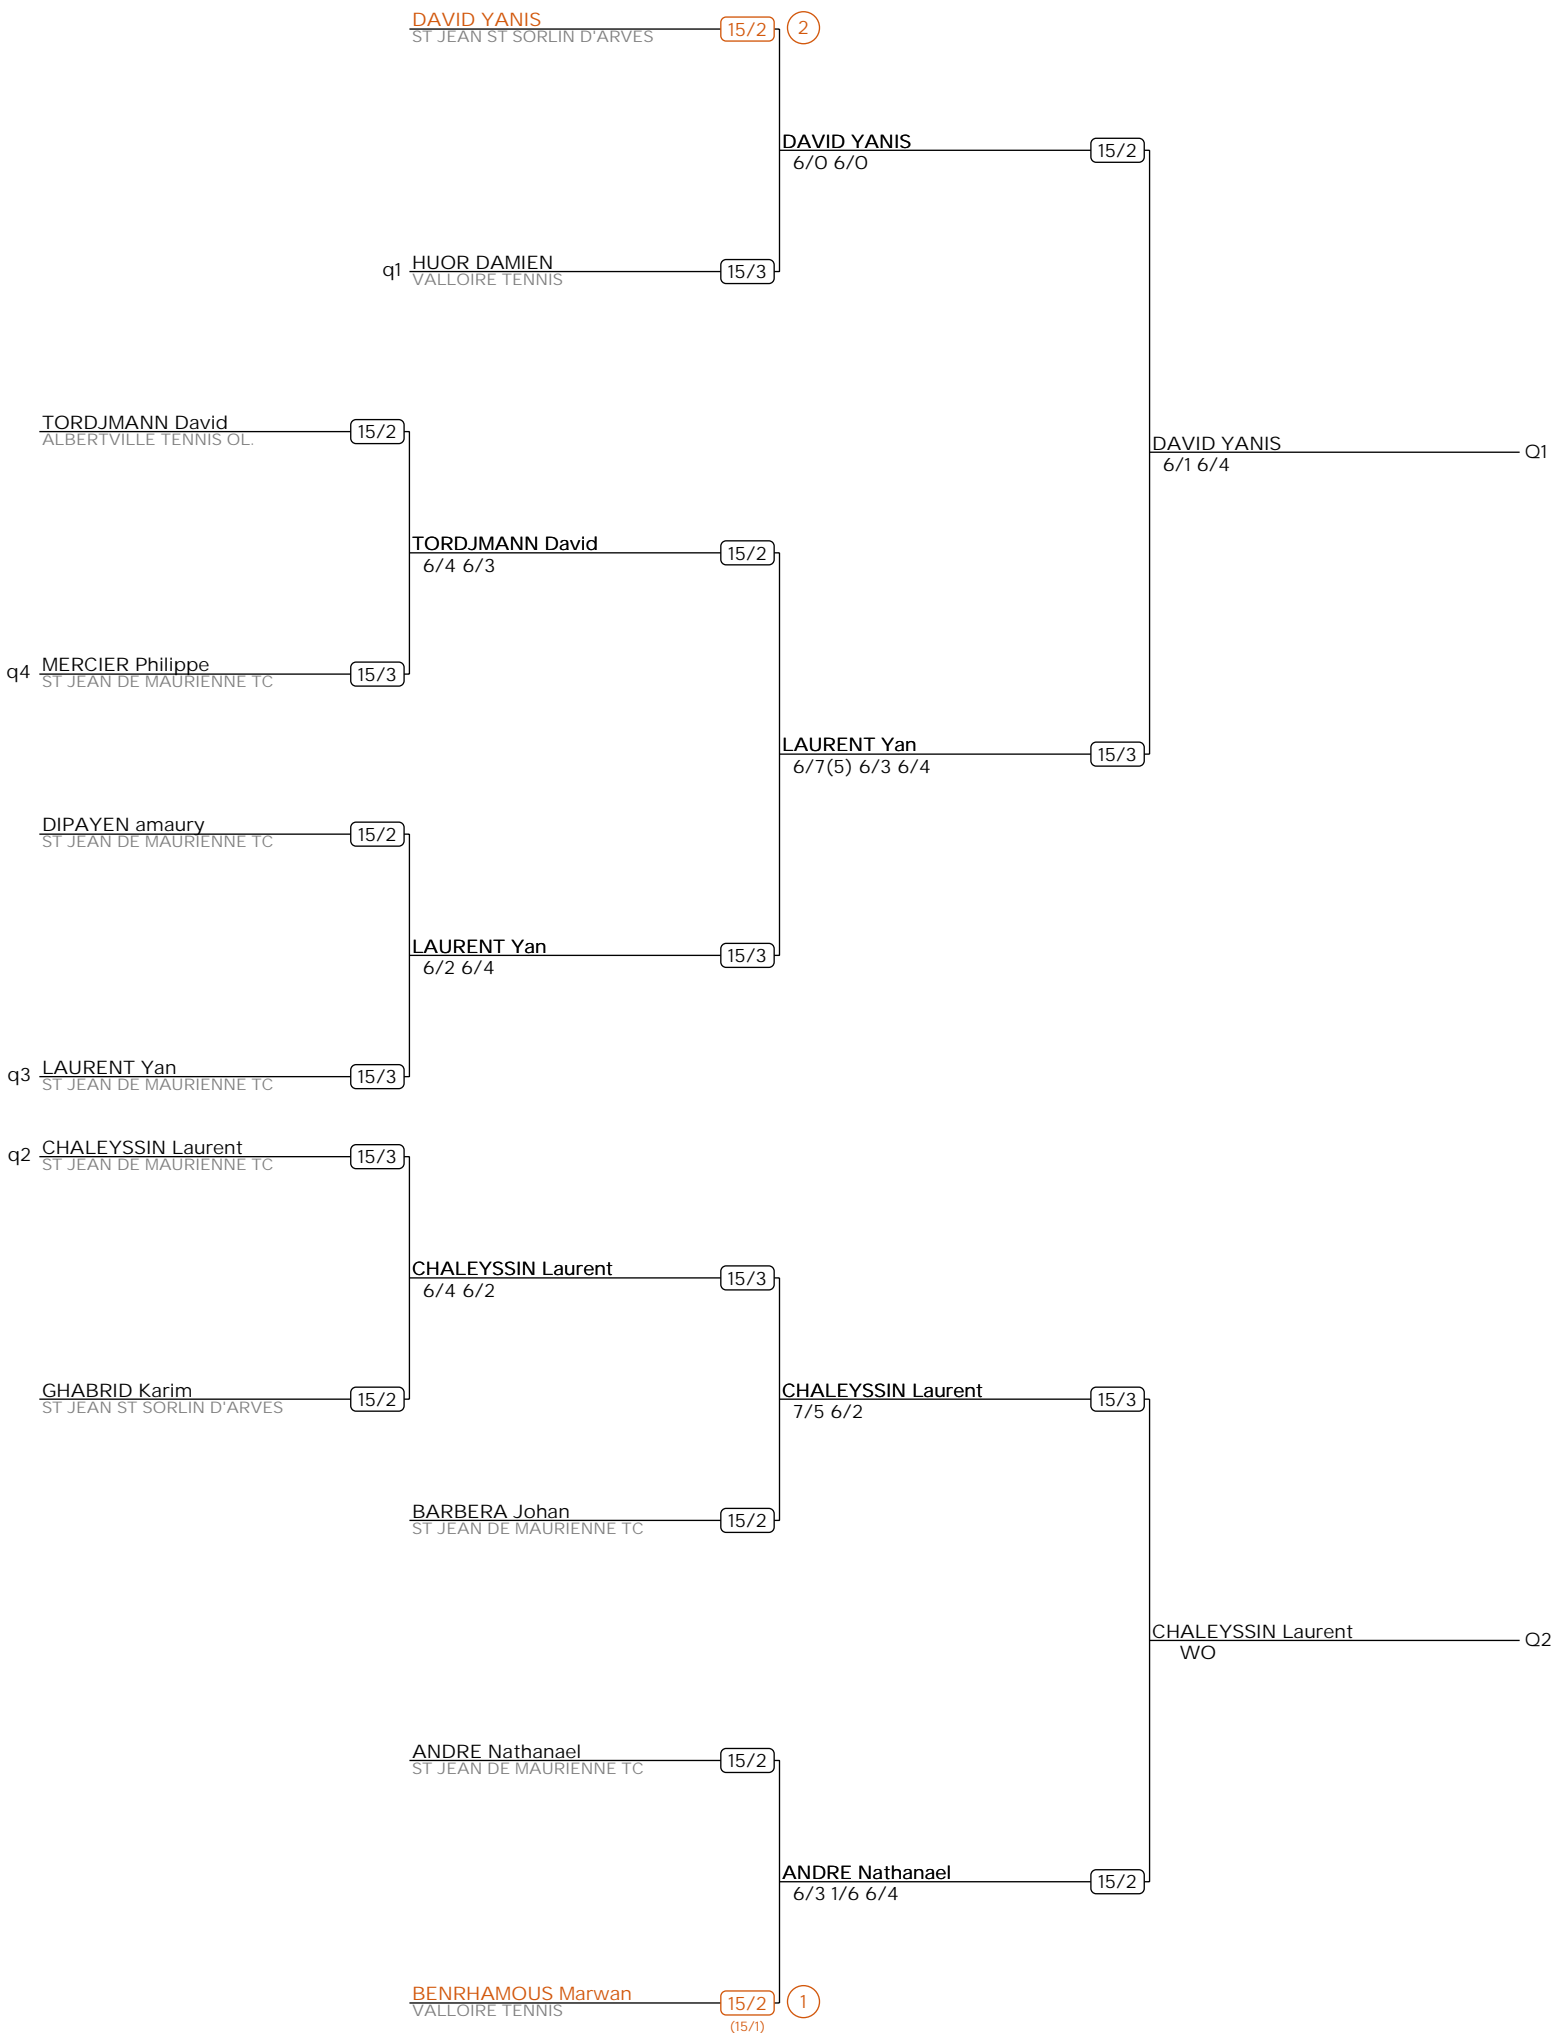 DAVID YANIS 15/2 2
ST JEAN ST SORLIN D'ARVES
DAVID YANIS 15/2
6/0 6/0
q1 HUOR DAMIEN 15/3
VALLOIRE TENNIS
TORDJMANN David 15/2
ALBERTVILLE TENNIS OL.
DAVID YANIS Q1
6/1 6/4
TORDJMANN David 15/2
6/4 6/3
q4 MERCIER Philippe 15/3
ST JEAN DE MAURIENNE TC
LAURENT Yan 15/3
6/7(5) 6/3 6/4
DIPAYEN amaury 15/2
ST JEAN DE MAURIENNE TC
LAURENT Yan 15/3
6/2 6/4
q3 LAURENT Yan 15/3
ST JEAN DE MAURIENNE TC
q2 CHALEYSSIN Laurent 15/3
ST JEAN DE MAURIENNE TC
CHALEYSSIN Laurent 15/3
6/4 6/2
GHABRID Karim 15/2
ST JEAN ST SORLIN D'ARVES
CHALEYSSIN Laurent 15/3
7/5 6/2
BARBERA Johan 15/2
ST JEAN DE MAURIENNE TC
CHALEYSSIN Laurent Q2
WO
ANDRE Nathanael 15/2
ST JEAN DE MAURIENNE TC
ANDRE Nathanael 15/2
6/3 1/6 6/4
BENRHAMOUS Marwan 15/2 1
VALLOIRE TENNIS
(15/1)